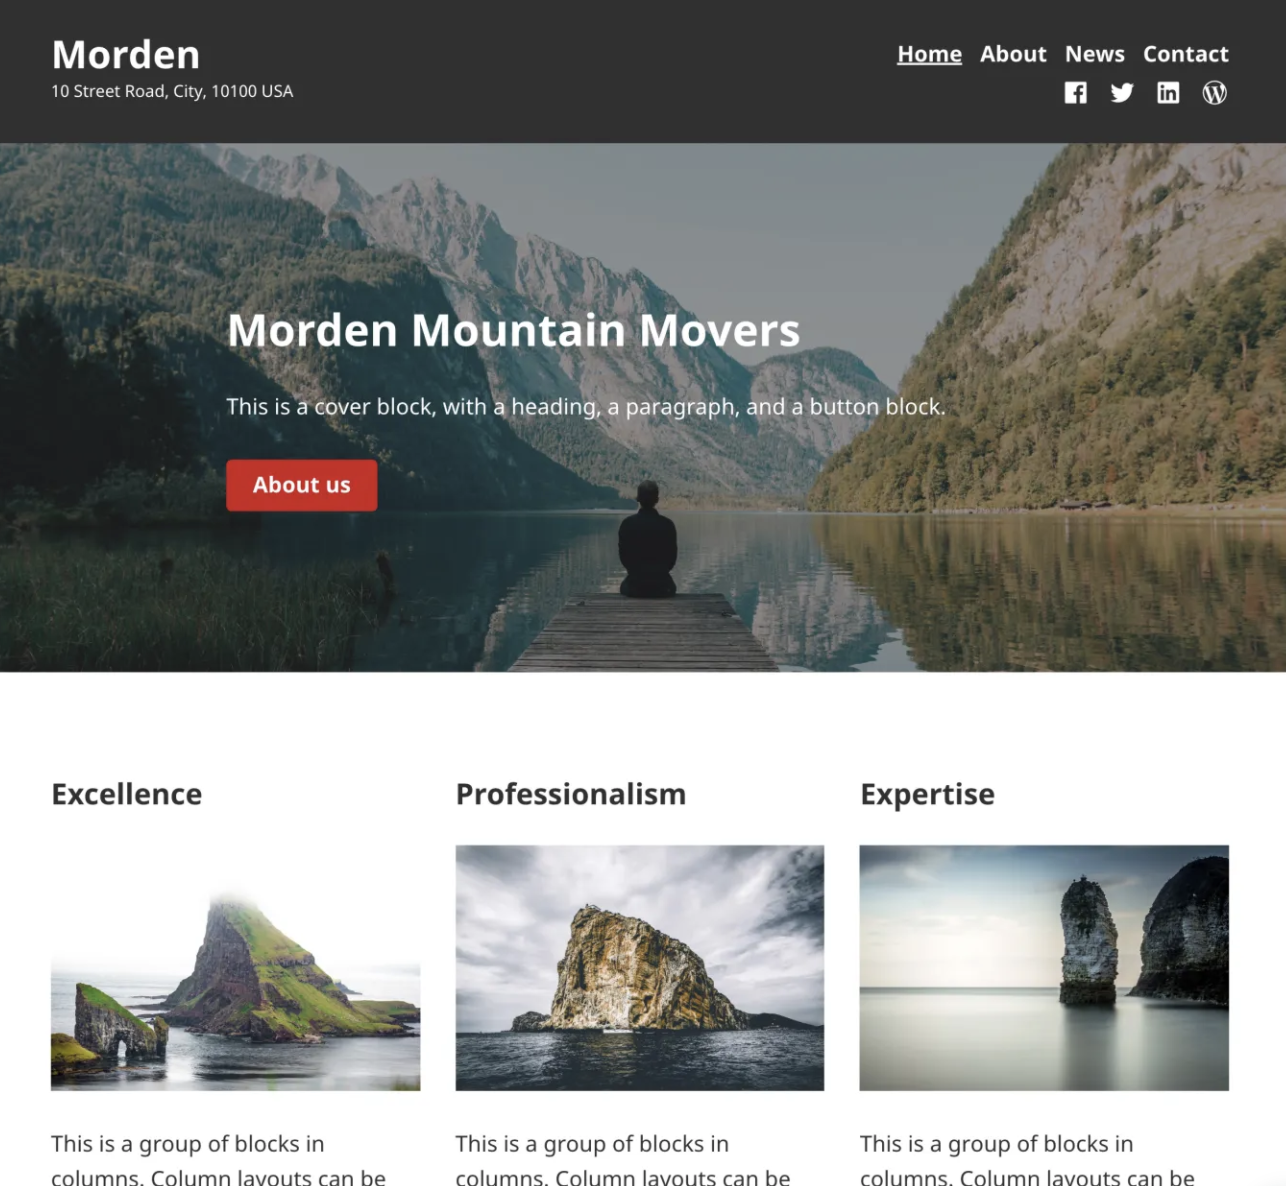 Morden
10 Street Road, City, 10100 USA
Home About News Contact
Morden Mountain Movers
This is a cover block, with a heading, a paragraph, and a button block.
About us
Excellence
Professionalism
Expertise
This is a group of blocks in
columns. Column layouts can be
This is a group of blocks in
columns. Column layouts can be
This is a group of blocks in
columns. Column layouts can be